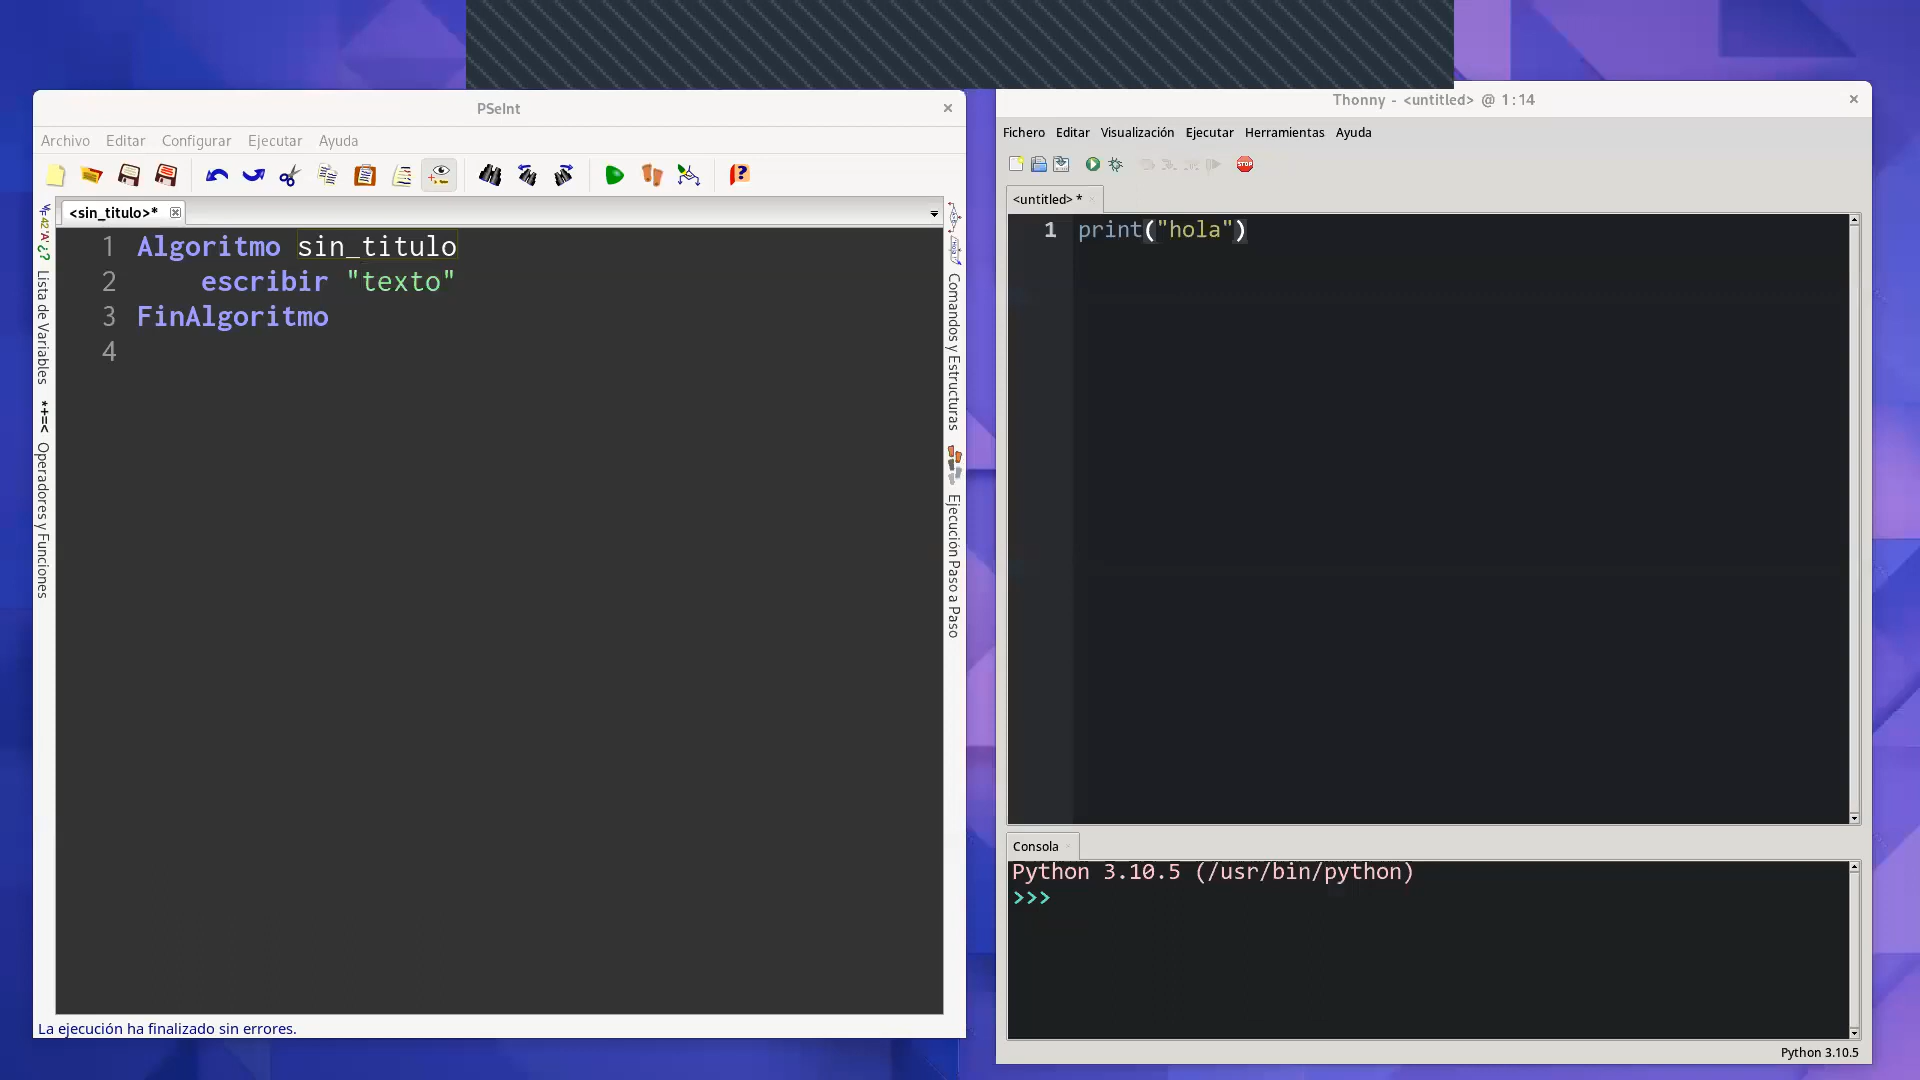 PSeInt
Archivo Editar Configurar Ejecutar Ayuda
<sin_titulo>*
1 Algoritmo sin_titulo
2 escribir "texto"
3 FinAlgoritmo
4
Lista de Variables
*+=< Operadores y Funciones
Comandos y Estructuras
Ejecución Paso a Paso
La ejecución ha finalizado sin errores.
Thonny - <untitled> @ 1:14
Fichero Editar Visualización Ejecutar Herramientas Ayuda
STOP
<untitled> *
1 print("hola")
Consola
Python 3.10.5 (/usr/bin/python)
>>>
Python 3.10.5